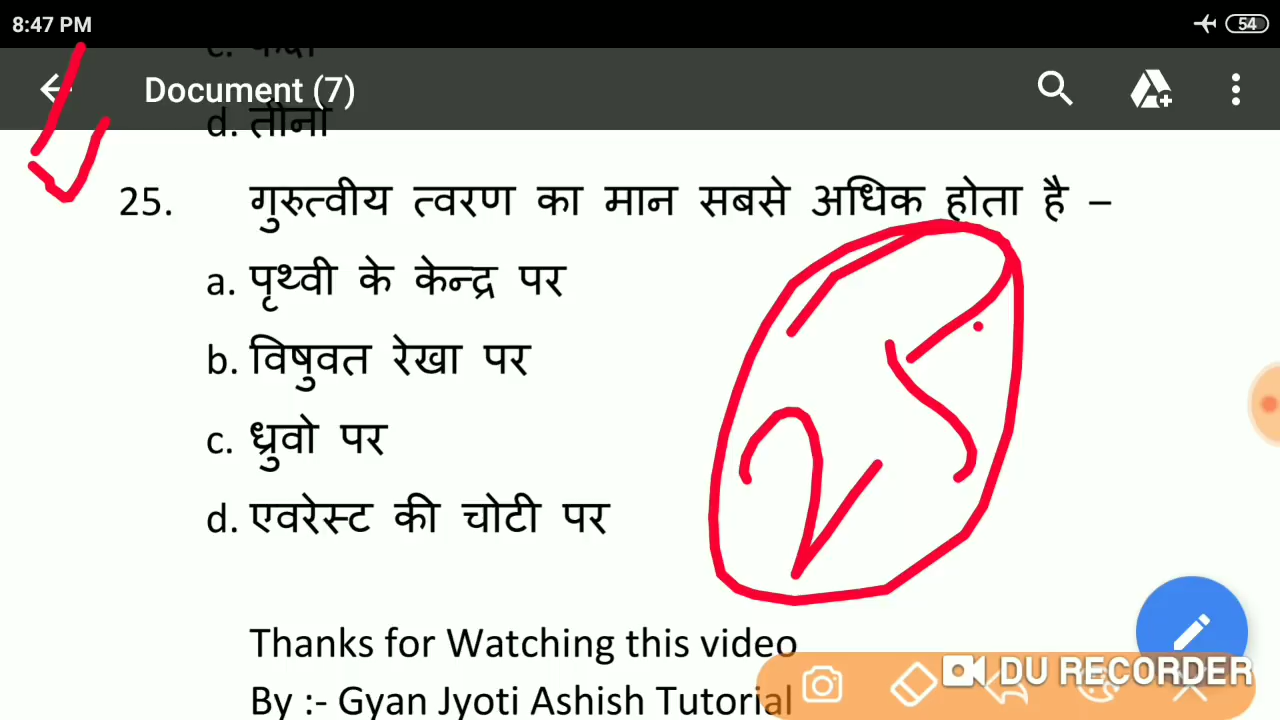 8:47 PM 54
Document (7)
d. तीनो
25. गुरुत्वीय त्वरण का मान सबसे अधिक होता है –
a. पृथ्वी के केन्द्र पर
b. विषुवत रेखा पर
c. ध्रुवो पर
d. एवरेस्ट की चोटी पर
25
Thanks for Watching this video
By :- Gyan Jyoti Ashish Tutorial
DU RECORDER